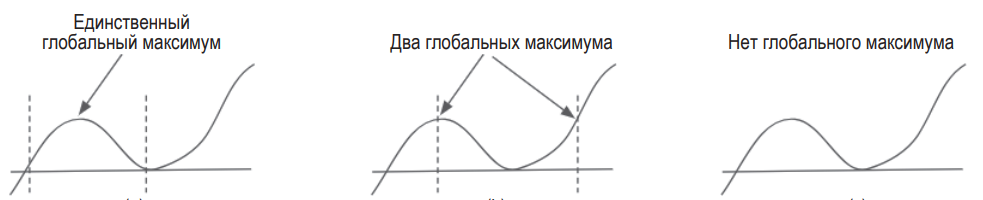 Единственный
глобальный максимум
Два глобальных максимума
Нет глобального максимума